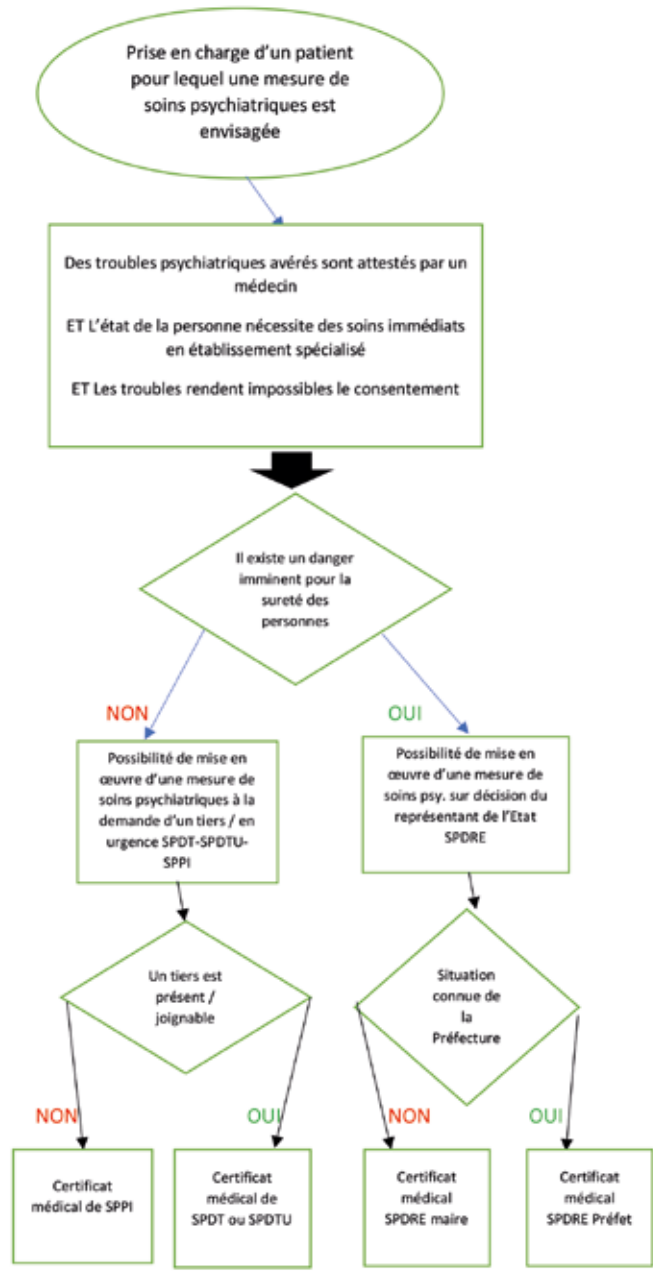 Prise en charge d'un patient
pour lequel une mesure de
soins psychiatriques est
envisagée
Des troubles psychiatriques avérés sont attestés par un
médecin
ET L'état de la personne nécessite des soins immédiats
en établissement spécialisé
ET Les troubles rendent impossibles le consentement
Il existe un danger
imminent pour la
sureté des
personnes
NON
OUI
Possibilité de mise en
œuvre d'une mesure de
soins psychiatriques à la
demande d'un tiers / en
urgence SPDT-SPDTU-
SPPI
Possibilité de mise en
œuvre d'une mesure de
soins psy. sur décision du
représentant de l'Etat
SPDRE
Un tiers est
présent /
joignable
Situation
connue de
la
Préfecture
NON
OUI
NON
OUI
Certificat
médical de SPPI
Certificat
médical de
SPDT ou SPDTU
Certificat
médical
SPDRE maire
Certificat
médical
SPDRE Préfet